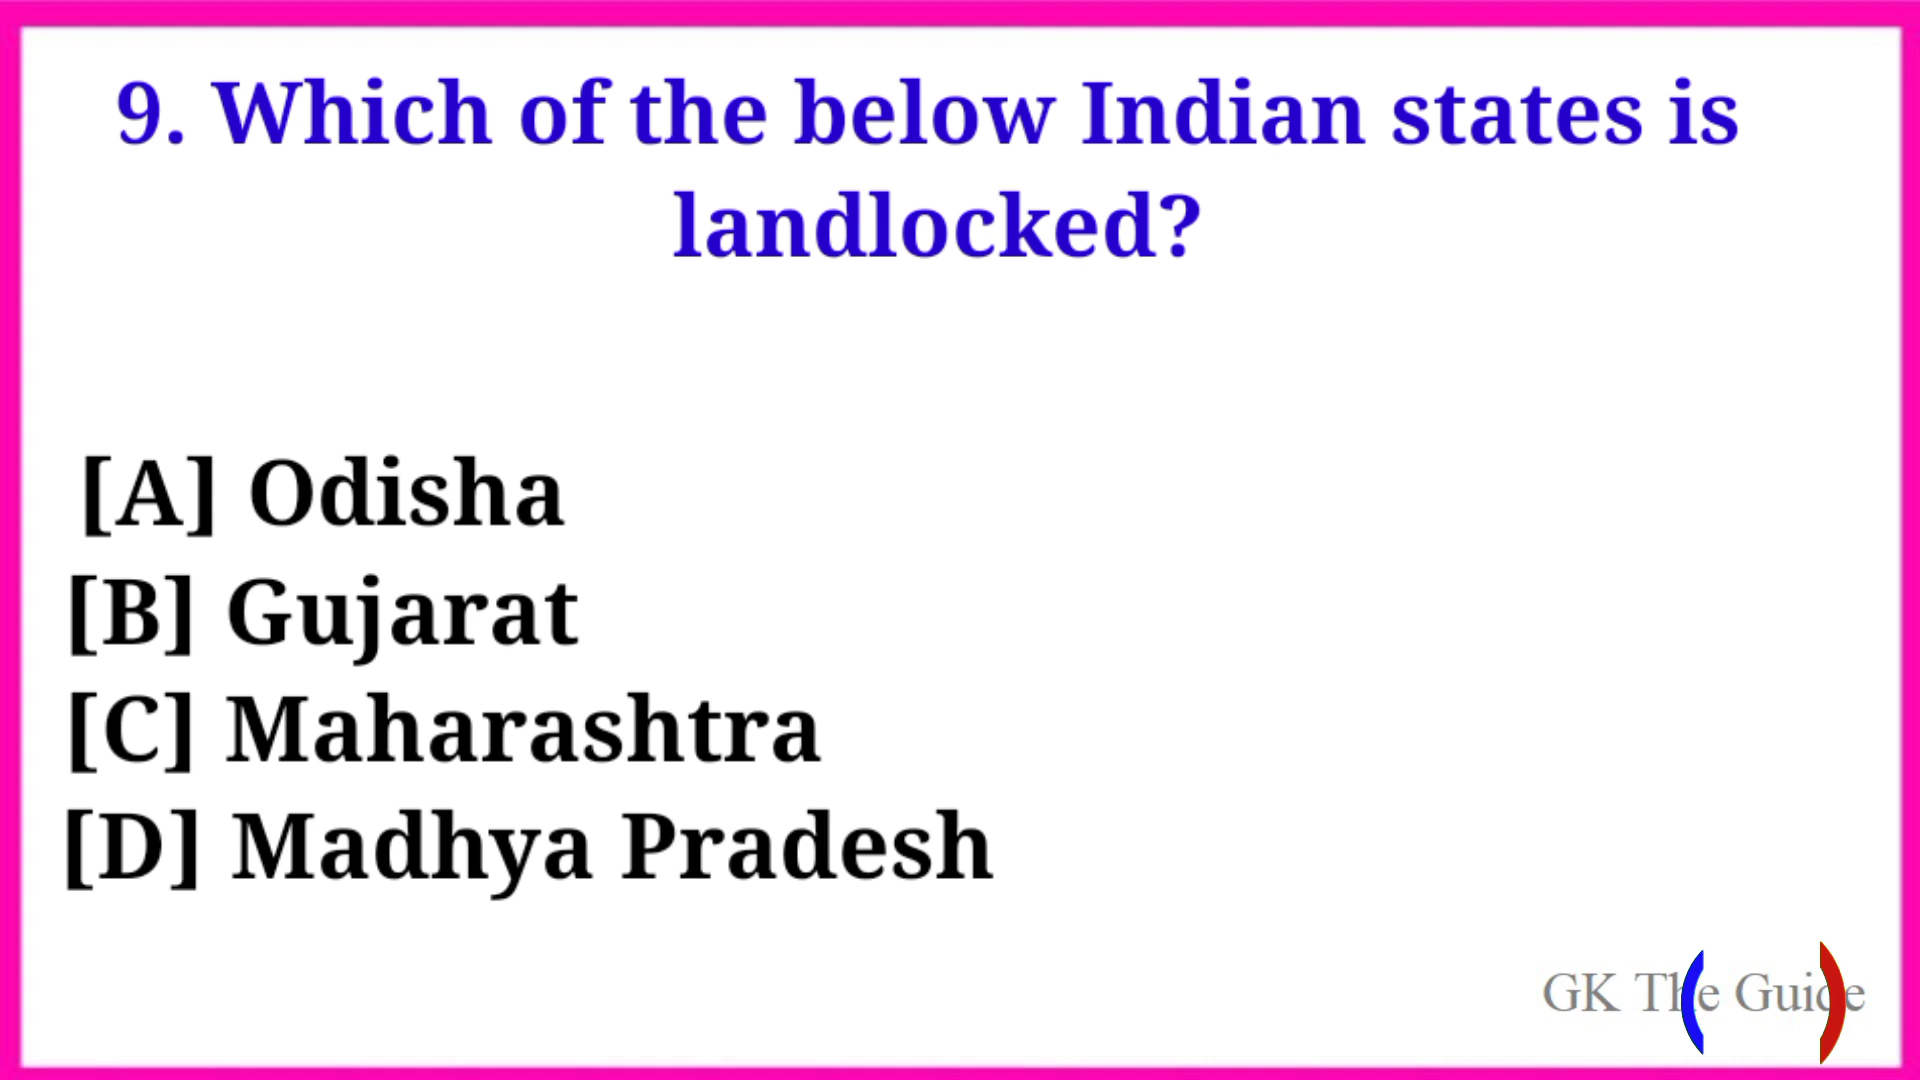 9. Which of the below Indian states is
landlocked?
[A] Odisha
[B] Gujarat
[C] Maharashtra
[D] Madhya Pradesh
GK The Guide